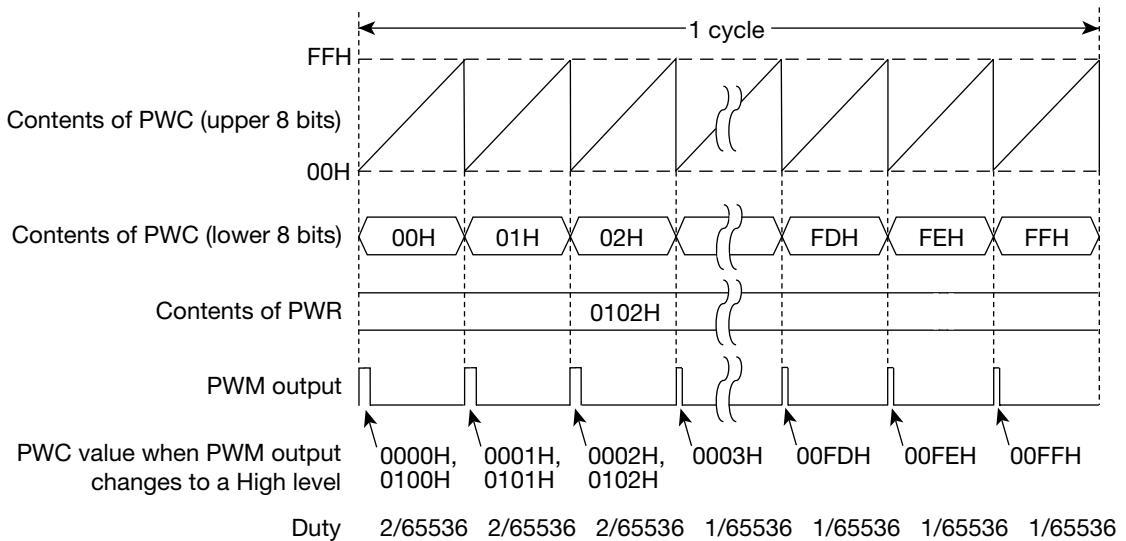 1 cycle
FFH
Contents of PWC (upper 8 bits)
00H
Contents of PWC (lower 8 bits) 00H 01H 02H FDH FEH FFH
Contents of PWR 0102H
PWM output
PWC value when PWM output 0000H, 0001H, 0002H, 0003H 00FDH 00FEH 00FFH
changes to a High level 0100H 0101H 0102H
Duty 2/65536 2/65536 2/65536 1/65536 1/65536 1/65536 1/65536